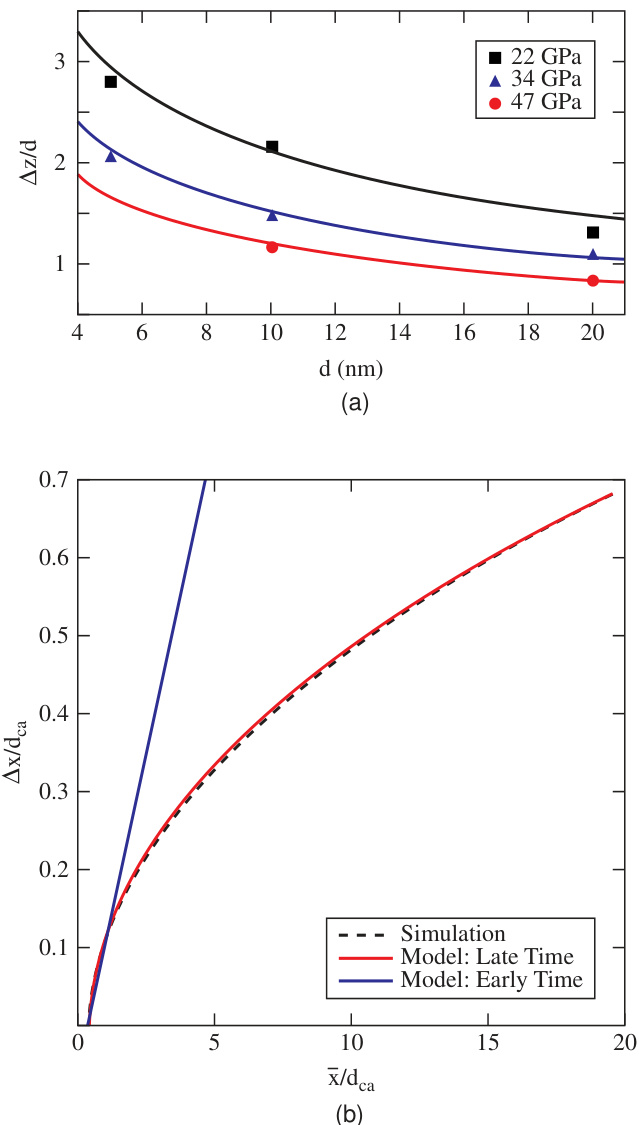 3
2
1
Δz/d
22 GPa
34 GPa
47 GPa
4 6 8 10 12 14 16 18 20
d (nm)
(a)
0.7
0.6
0.5
0.4
0.3
0.2
0.1
Δx/d_ca
Simulation
Model: Late Time
Model: Early Time
0 5 10 15 20
x̄/d_ca
(b)